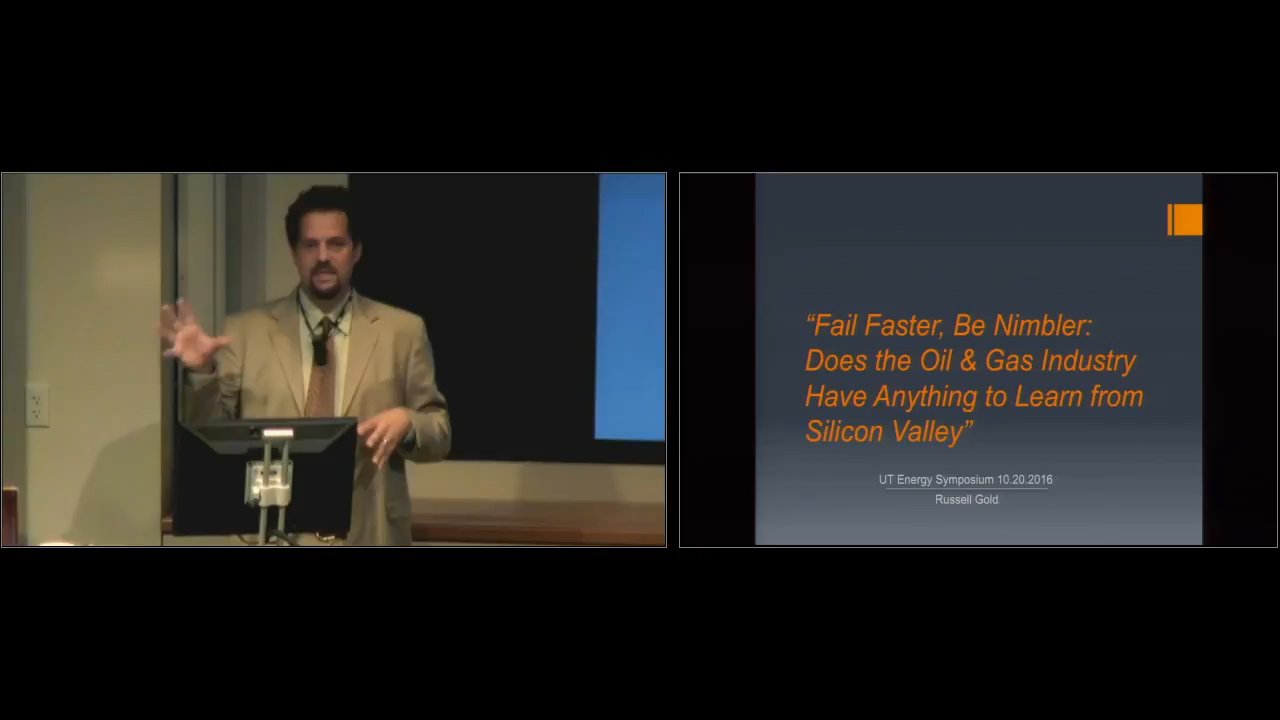 “Fail Faster, Be Nimbler:
Does the Oil & Gas Industry
Have Anything to Learn from
Silicon Valley”
UT Energy Symposium 10.20.2016
Russell Gold